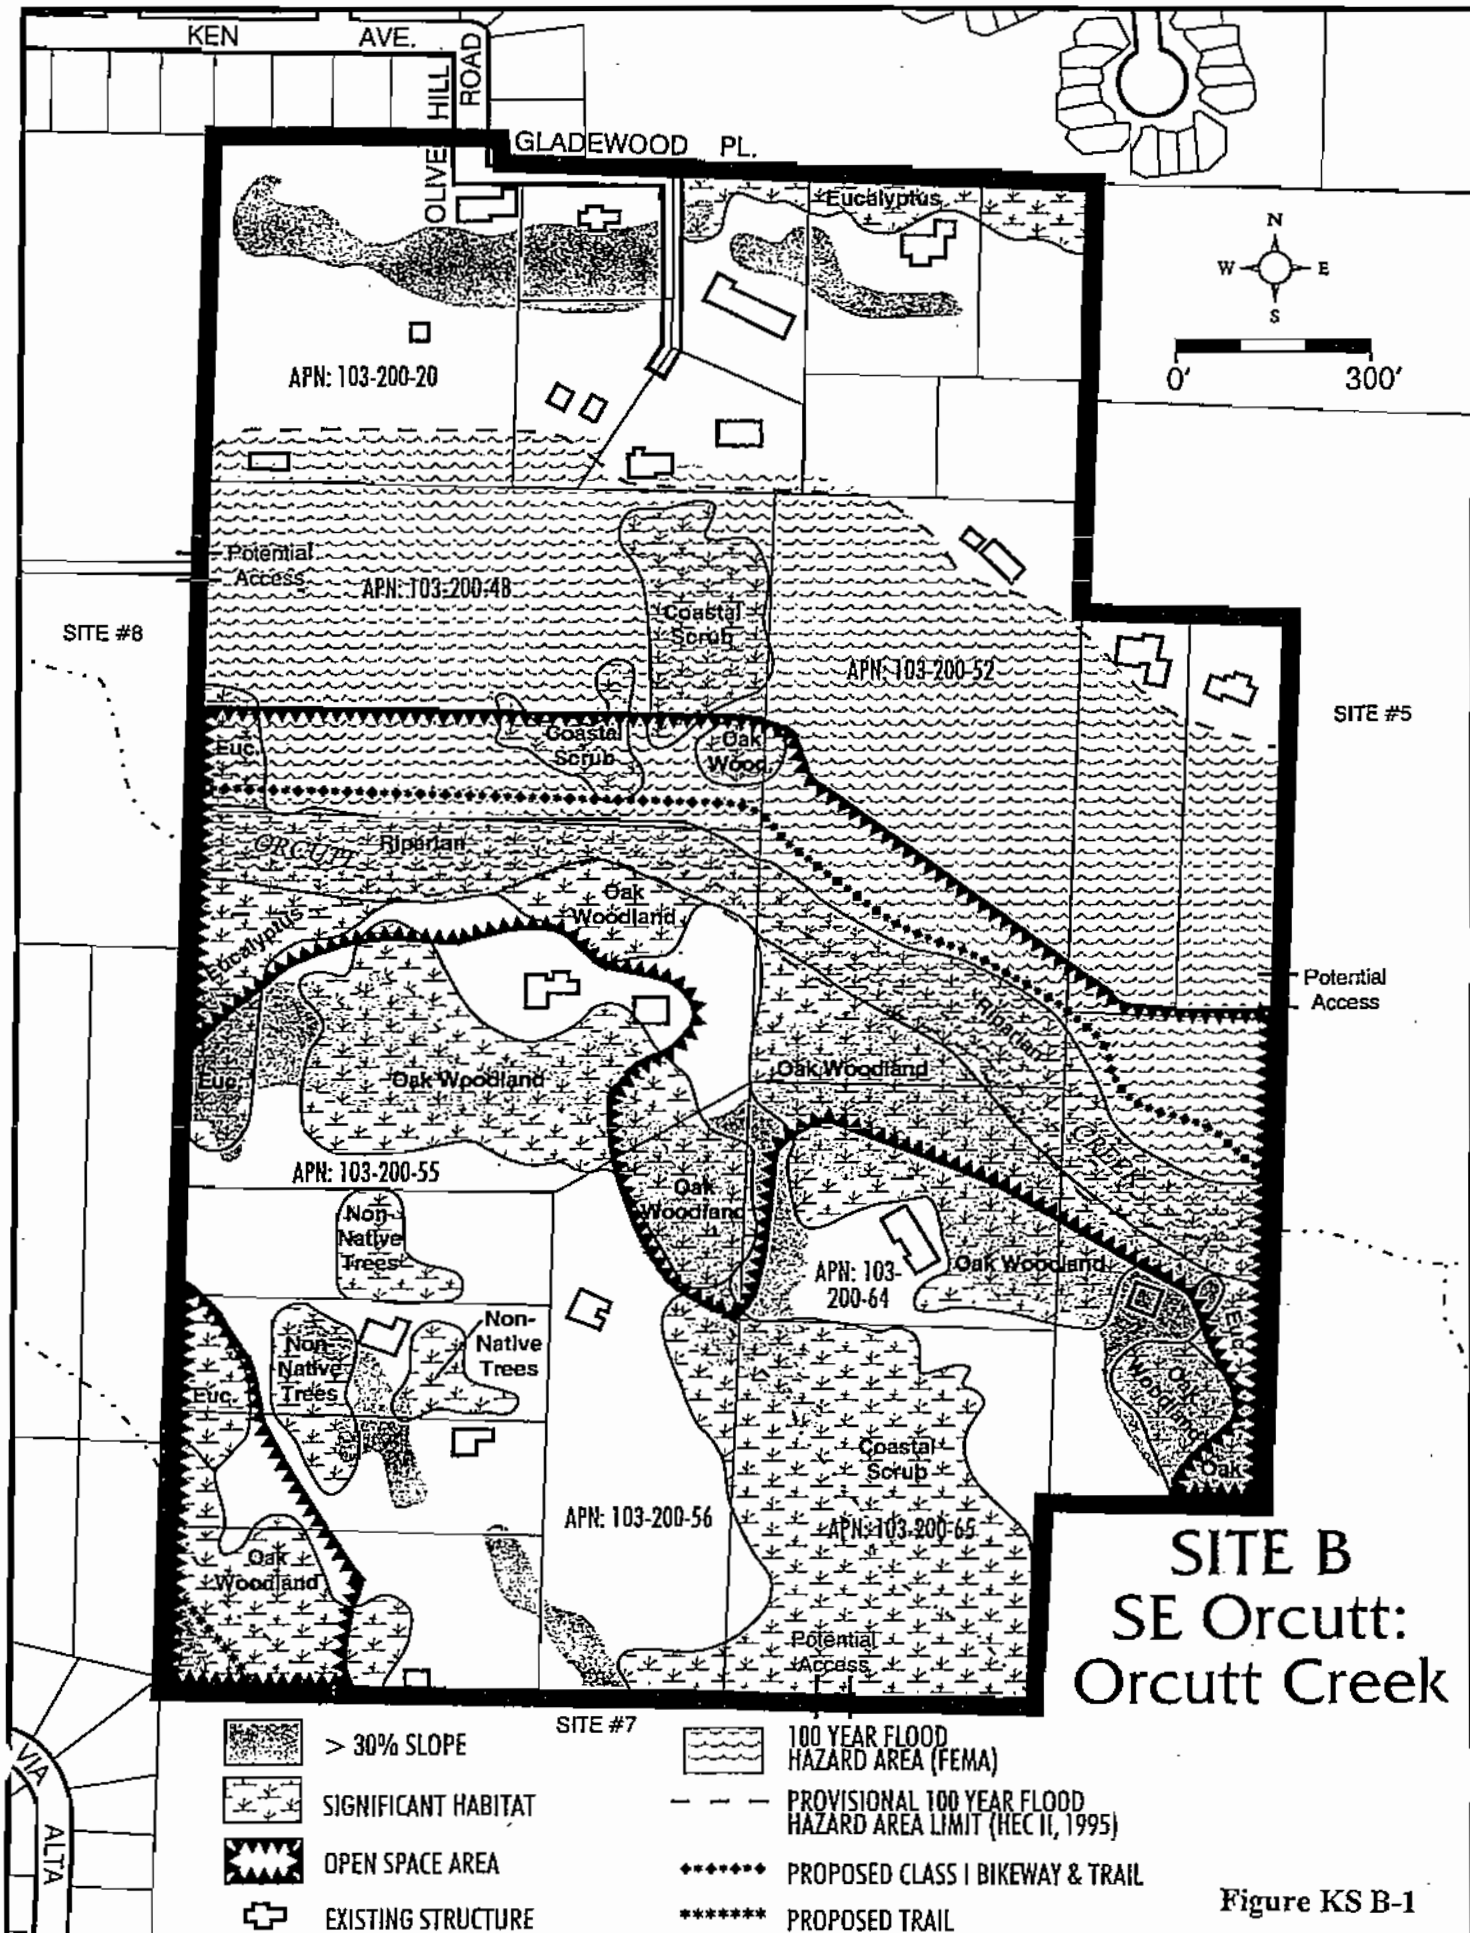 KEN AVE.
OLIVE HILL
ROAD
GLADEWOOD PL.
Eucalyptus
N
W E
S
0' 300'
APN: 103-200-20
Potential
Access
APN: 103-200-48
SITE #8
Coastal
Scrub
APN: 103-200-52
SITE #5
Euc.
Coastal
Scrub
Oak
Wood.
ORCUTT
Riparian
Oak
Woodland
Eucalyptus
Potential
Access
Riparian
Euc.
Oak Woodland
Oak Woodland
CREEK
APN: 103-200-55
Oak
Woodland
Non-
Native
Trees
APN: 103-
200-64
Oak Woodland
Euc.
Non-
Native
Trees
Non-
Native
Trees
Euc.
Oak
Woodland
Coastal
Scrub
Oak
APN: 103-200-56
APN: 103-200-65
Oak
Woodland
Potential
Access
SITE B
SE Orcutt:
Orcutt Creek
SITE #7
VIA
ALTA
> 30% SLOPE
SIGNIFICANT HABITAT
OPEN SPACE AREA
EXISTING STRUCTURE
100 YEAR FLOOD
HAZARD AREA (FEMA)
PROVISIONAL 100 YEAR FLOOD
HAZARD AREA LIMIT (HEC II, 1995)
PROPOSED CLASS I BIKEWAY & TRAIL
PROPOSED TRAIL
Figure KS B-1